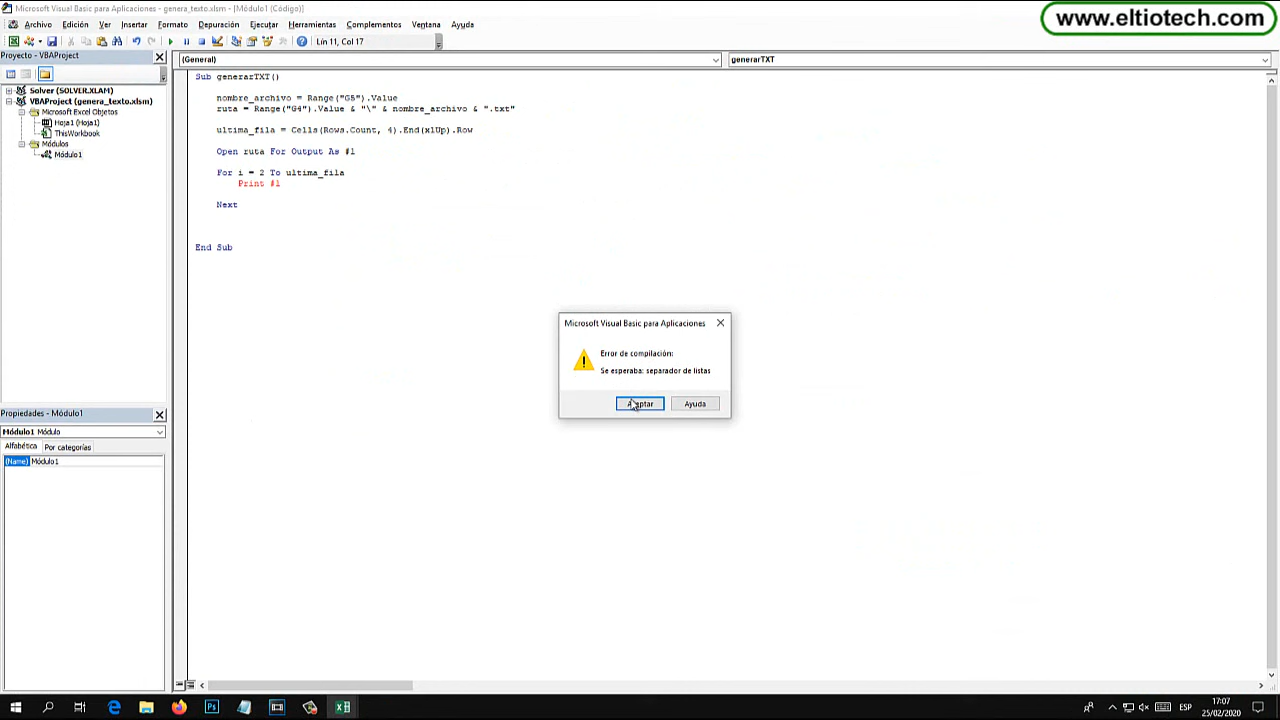 Microsoft Visual Basic para Aplicaciones - genera_texto.xlsm - [Módulo1 (Código)]
www.eltiotech.com
Archivo Edición Ver Insertar Formato Depuración Ejecutar Herramientas Complementos Ventana Ayuda
Lín 11, Col 17
Proyecto - VBAProject
(General)
generarTXT
Solver (SOLVER.XLAM)
VBAProject (genera_texto.xlsm)
Microsoft Excel Objetos
Hoja1 (Hoja1)
ThisWorkbook
Módulos
Módulo1
Sub generarTXT()
nombre_archivo = Range("G5").Value
ruta = Range("G4").Value & "\" & nombre_archivo & ".txt"
ultima_fila = Cells(Rows.Count, 4).End(xlUp).Row
Open ruta For Output As #1
For i = 2 To ultima_fila
Print #1
Next
End Sub
Microsoft Visual Basic para Aplicaciones
Error de compilación:
Se esperaba: separador de listas
Aceptar
Ayuda
Propiedades - Módulo1
Módulo1 Módulo
Alfabética Por categorías
(Name) Módulo1
ESP
17:07
25/02/2020